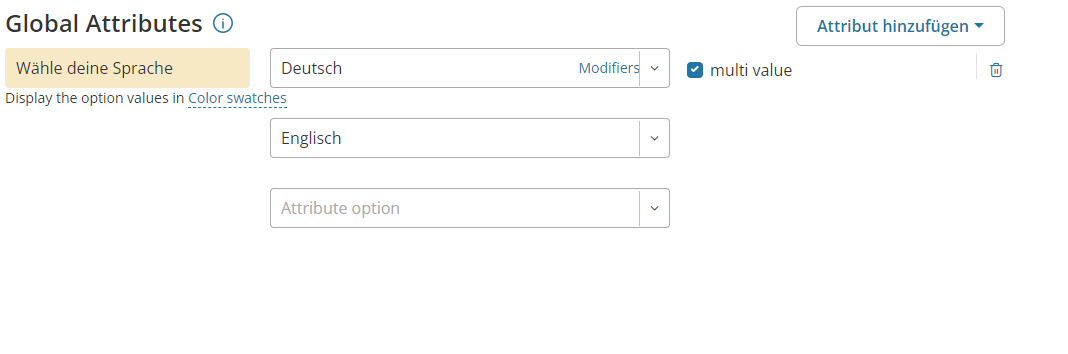 Global Attributes
Attribut hinzufügen
Wähle deine Sprache
Deutsch
Modifiers
multi value
Display the option values in Color swatches
Englisch
Attribute option